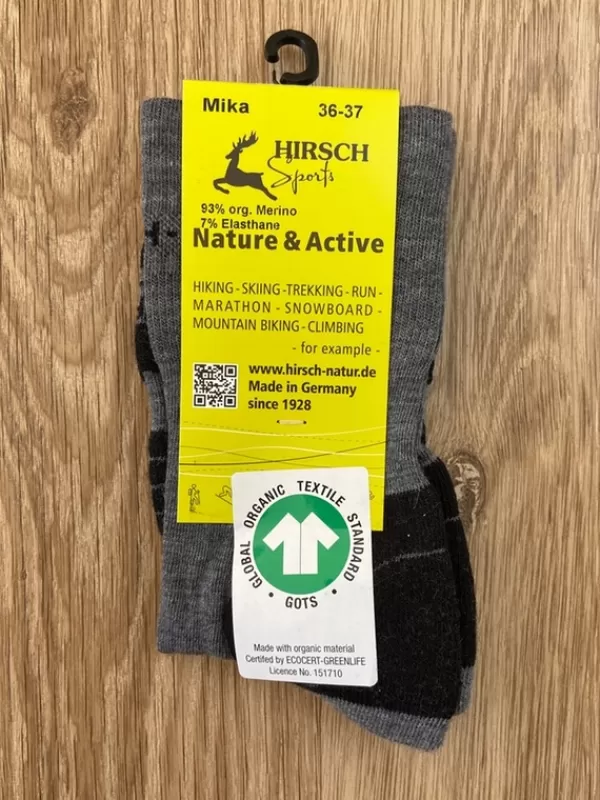 Mika 36-37
HIRSCH
Sports
93% org. Merino
7% Elasthane
Nature & Active
HIKING - SKIING - TREKKING - RUN -
MARATHON - SNOWBOARD -
MOUNTAIN BIKING - CLIMBING
- for example -
www.hirsch-natur.de
Made in Germany
since 1928
GLOBAL ORGANIC TEXTILE STANDARD
• GOTS •
Made with organic material
Certifed by ECOCERT-GREENLIFE
Licence No. 151710